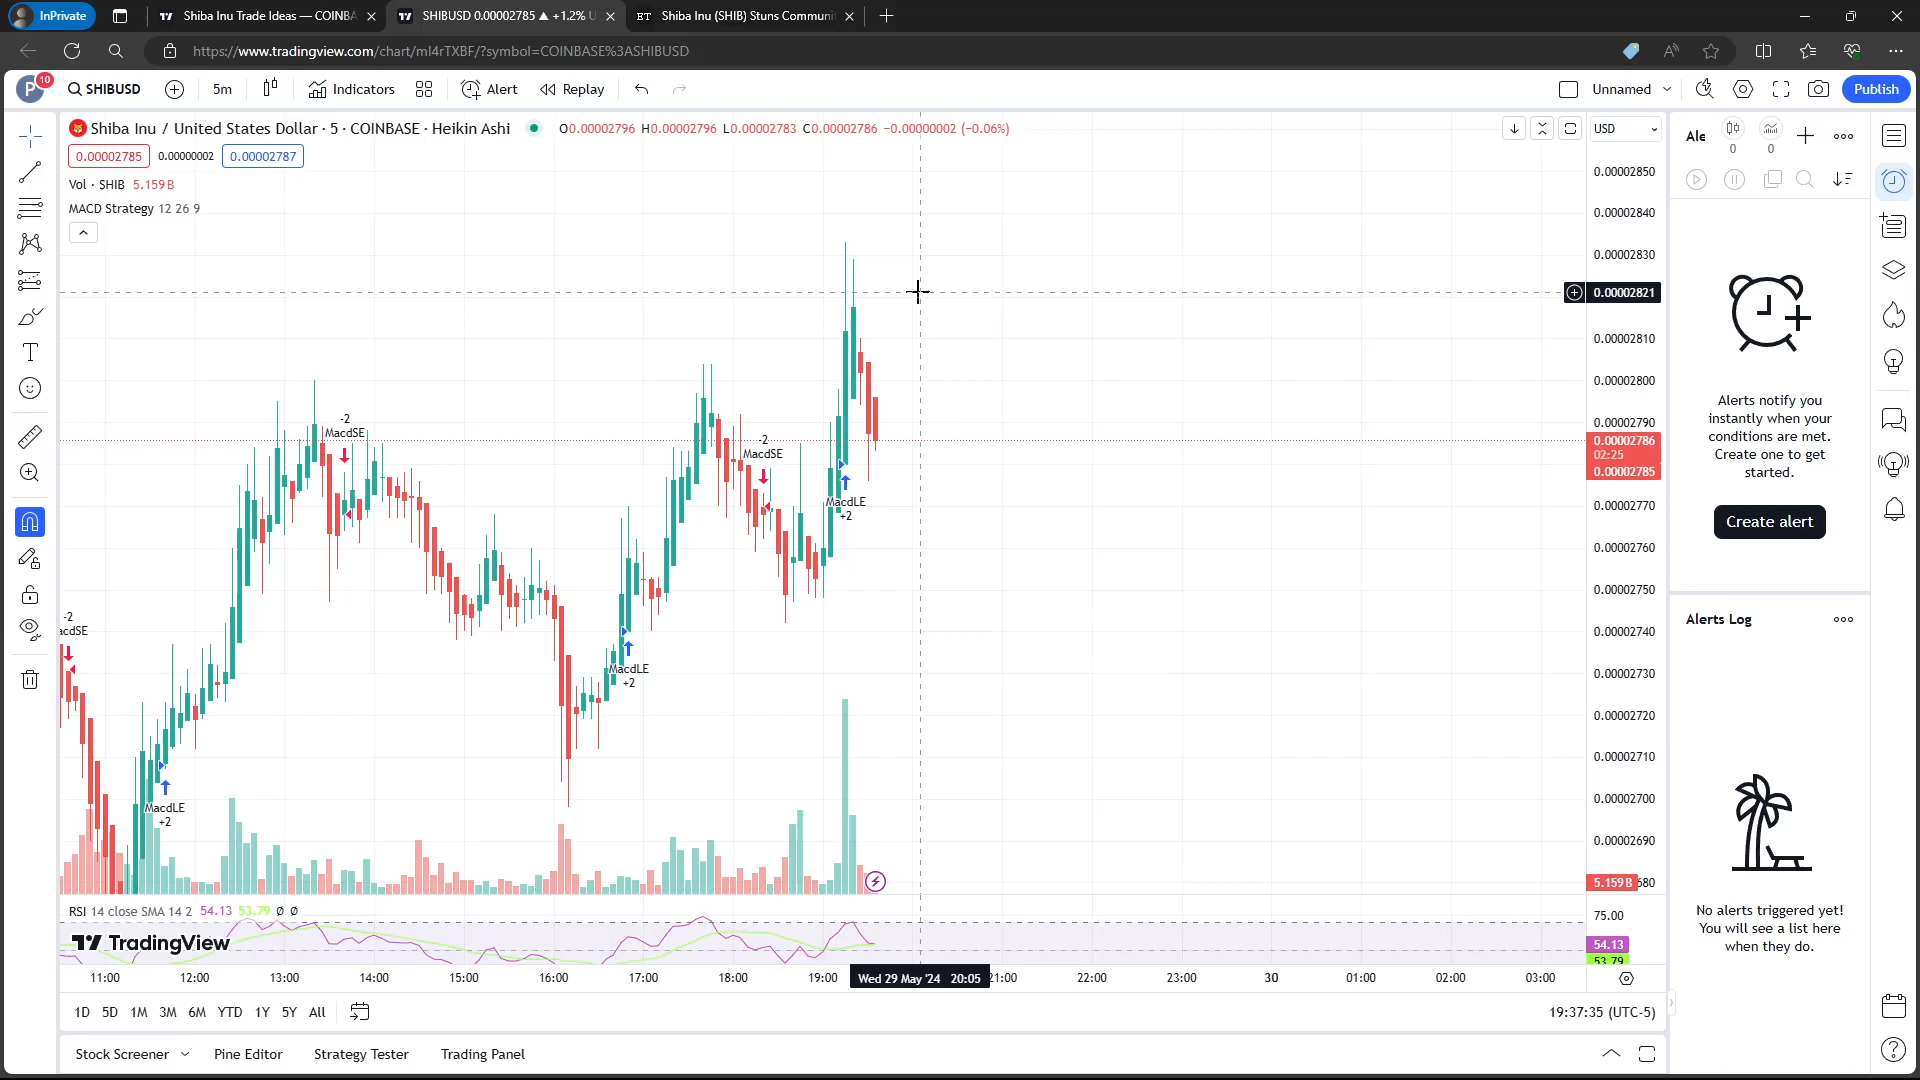 InPrivate
Shiba Inu Trade Ideas — COINBA
SHIBUSD 0.00002785 ▲ +1.2% U
ET Shiba Inu (SHIB) Stuns Communi
https://www.tradingview.com/chart/ml4rTXBF/?symbol=COINBASE%3ASHIBUSD
P 10 SHIBUSD 5m Indicators Alert Replay Unnamed Publish
Shiba Inu / United States Dollar · 5 · COINBASE · Heikin Ashi O0.00002796 H0.00002796 L0.00002783 C0.00002786 −0.00000002 (−0.06%)
USD
Ale 0 0
0.00002785 0.00000002 0.00002787
Vol · SHIB 5.159B
MACD Strategy 12 26 9
0.00002850
0.00002840
0.00002830
0.00002821
0.00002810
0.00002800
0.00002790
0.00002786
02:25
0.00002785
0.00002770
0.00002760
0.00002750
0.00002740
0.00002730
0.00002720
0.00002710
0.00002700
0.00002690
5.159B 680
-2
MacdSE
-2
MacdSE
MacdLE
+2
-2
acdSE
MacdLE
+2
MacdLE
+2
Alerts notify you
instantly when your
conditions are met.
Create one to get
started.
Create alert
Alerts Log
No alerts triggered yet!
You will see a list here
when they do.
RSI 14 close SMA 14 2 54.13 53.79 Ø Ø
75.00
54.13
53.79
TradingView
11:00 12:00 13:00 14:00 15:00 16:00 17:00 18:00 19:00 Wed 29 May '24 20:05 21:00 22:00 23:00 30 01:00 02:00 03:00
1D 5D 1M 3M 6M YTD 1Y 5Y All
19:37:35 (UTC-5)
Stock Screener Pine Editor Strategy Tester Trading Panel